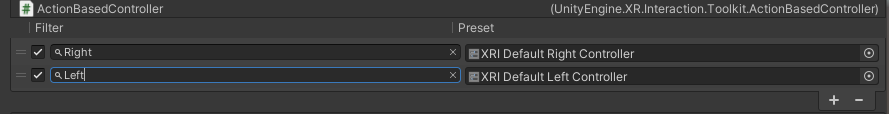 ActionBasedController (UnityEngine.XR.Interaction.Toolkit.ActionBasedController)
Filter Preset
Right XRI Default Right Controller
Left XRI Default Left Controller